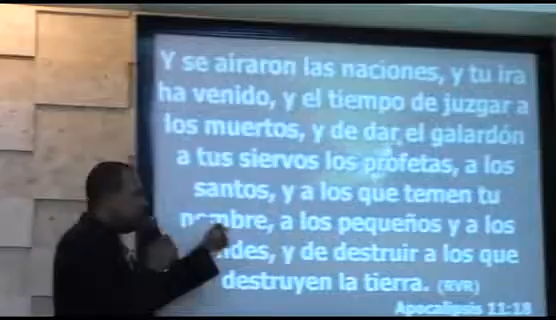 Y se airaron las naciones, y tu ira
ha venido, y el tiempo de juzgar a
los muertos, y de dar el galardón
a tus siervos los profetas, a los
santos, y a los que temen tu
nombre, a los pequeños y a los
ndes, y de destruir a los que
destruyen la tierra. (RVR)
Apocalipsis 11:18